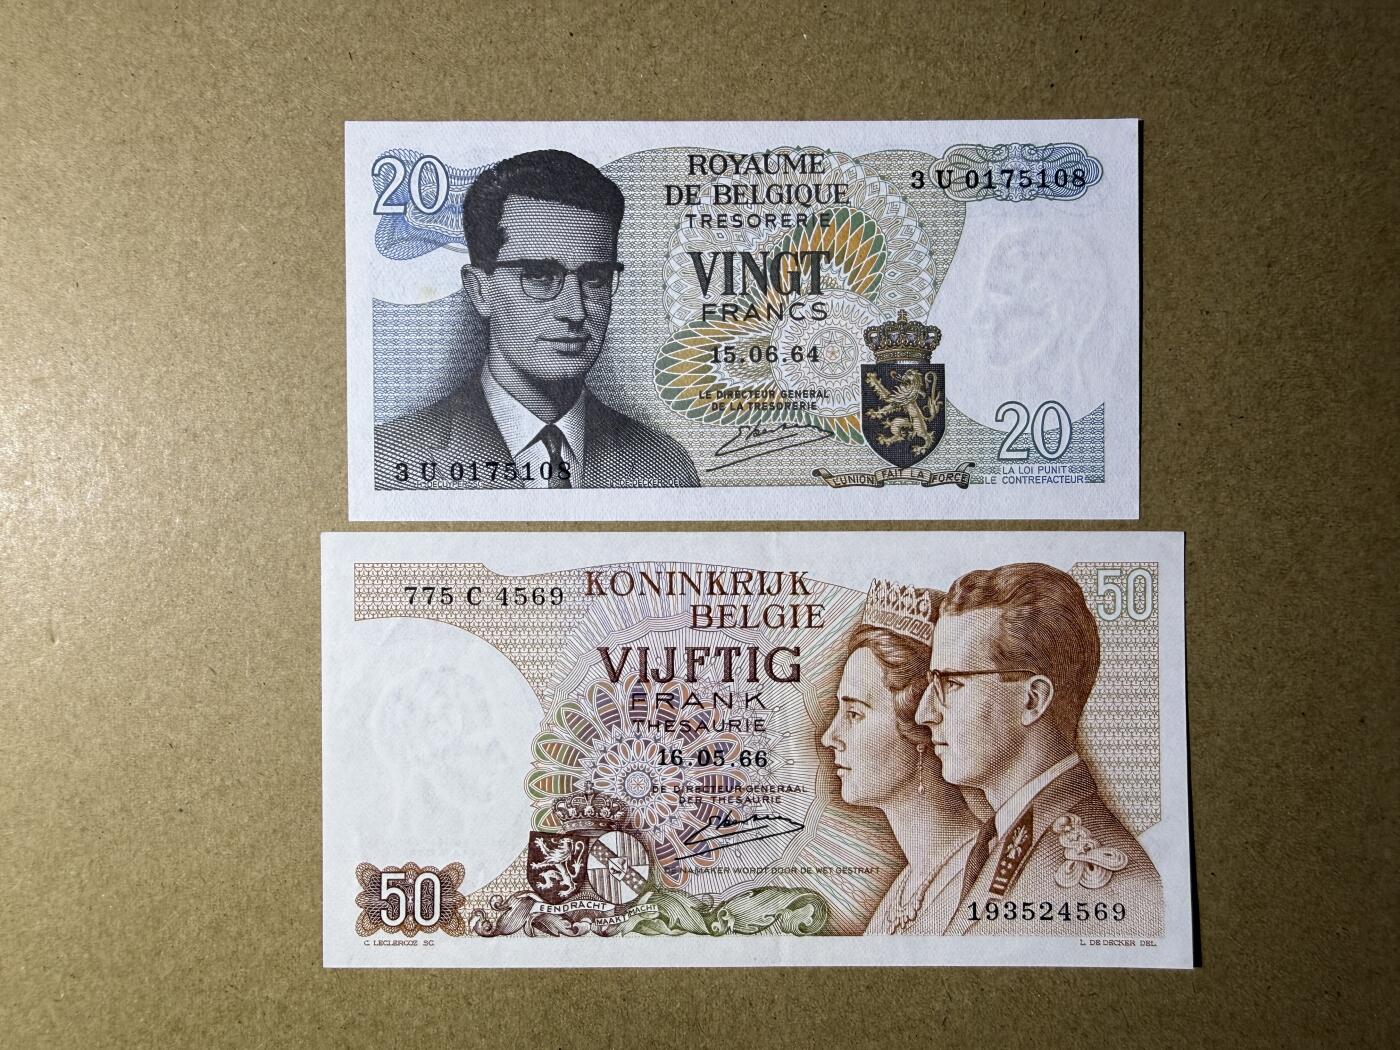 20
ROYAUME
DE BELGIQUE
TRESORERIE
3 U 0175108
VINGT
FRANCS
15.06.64
LE DIRECTEUR GENERAL
DE LA TRESORERIE
3 U 0175108
L'UNION FAIT LA FORCE
20
LA LOI PUNIT
LE CONTREFACTEUR
775 C 4569
KONINKRIJK
BELGIE
50
VIJFTIG
FRANK
THESAURIE
16.05.66
DE DIRECTEUR GENERAAL
DER THESAURIE
DE NAMAKER WORDT DOOR DE WET GESTRAFT
50
EENDRACHT
MAAKT MACHT
193524569
C. LECLERCQZ SC.
L. DE DECKER DEL.